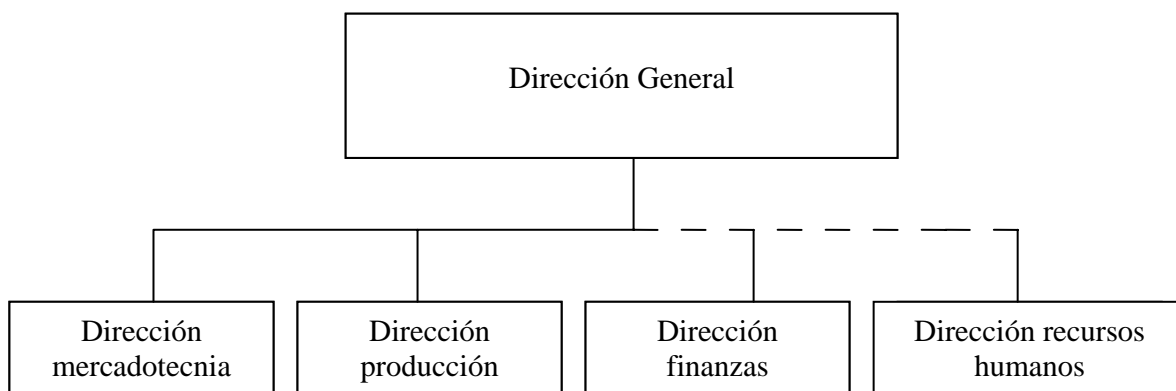 Dirección General
Dirección
mercadotecnia
Dirección
producción
Dirección
finanzas
Dirección recursos
humanos